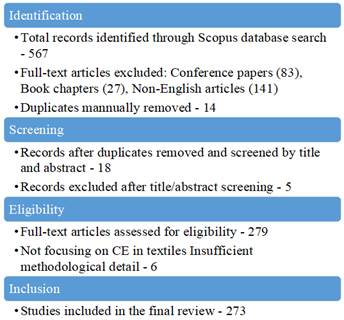 Identification
•Total records identified through Scopus database search
- 567
•Full-text articles excluded: Conference papers (83),
Book chapters (27), Non-English articles (141)
•Duplicates mannually removed - 14
Screening
•Records after duplicates removed and screened by title
and abstract - 18
•Records excluded after title/abstract screening - 5
Eligibility
•Full-text articles assessed for eligibility - 279
•Not focusing on CE in textiles Insufficient
methodological detail - 6
Inclusion
•Studies included in the final review - 273